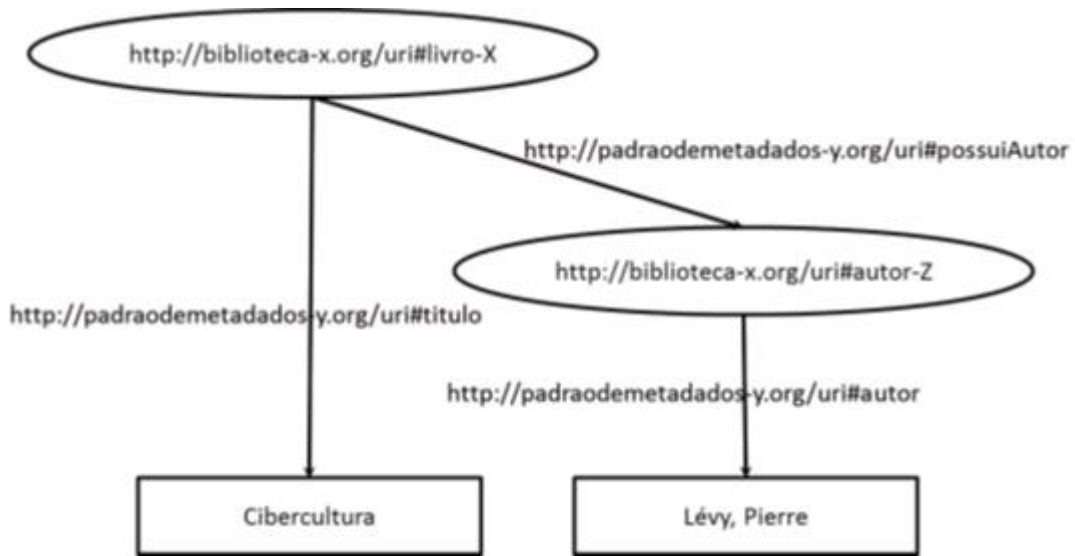 http://biblioteca-x.org/uri#livro-X
http://padraodemetadados-y.org/uri#possuiAutor
http://biblioteca-x.org/uri#autor-Z
http://padraodemetadados-y.org/uri#titulo
http://padraodemetadados-y.org/uri#autor
Cibercultura
Lévy, Pierre